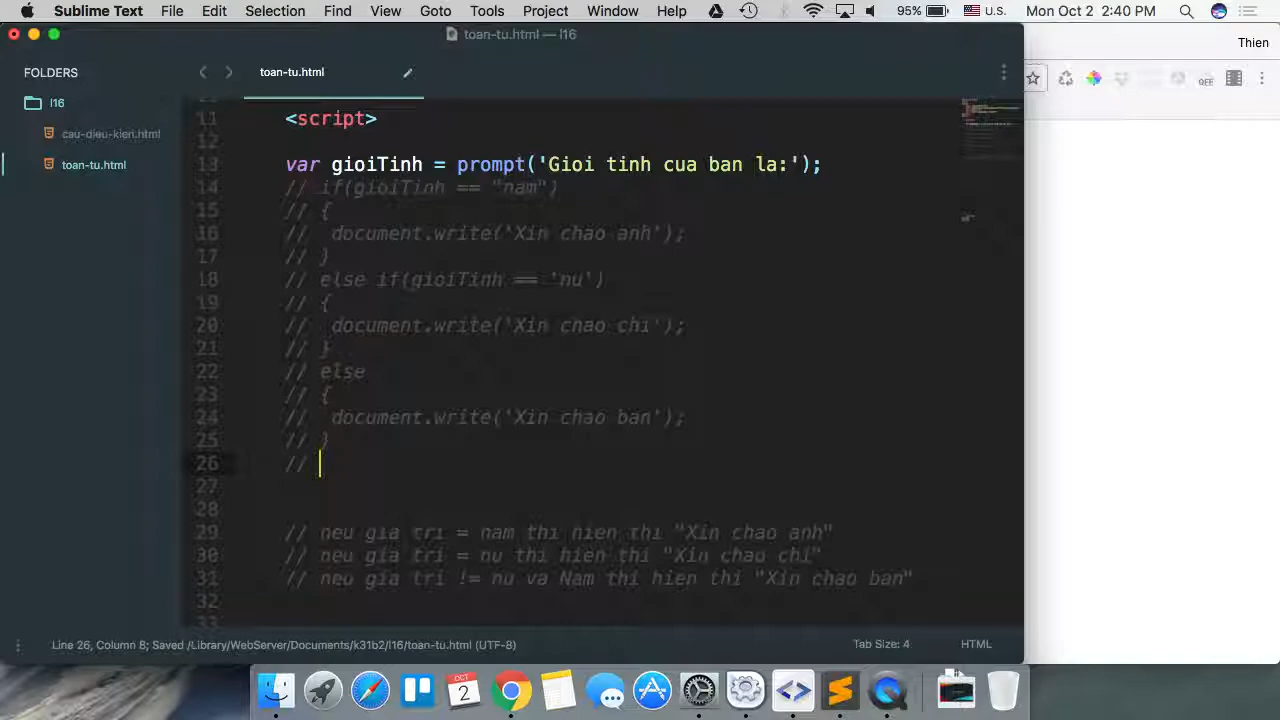 Sublime Text File Edit Selection Find View Goto Tools Project Window Help 95% U.S. Mon Oct 2 2:40 PM
toan-tu.html — l16
Thien
FOLDERS
l16
cau-dieu-kien.html
toan-tu.html
toan-tu.html
11 <script>
12
13 var gioiTinh = prompt('Gioi tinh cua ban la:');
14 // if(gioiTinh == "nam")
15 // {
16 // document.write('Xin chao anh');
17 // }
18 // else if(gioiTinh == 'nu')
19 // {
20 // document.write('Xin chao chi');
21 // }
22 // else
23 // {
24 // document.write('Xin chao ban');
25 // }
26 //
27
28
29 // neu gia tri = nam thi hien thi "Xin chao anh"
30 // neu gia tri = nu thi hien thi "Xin chao chi"
31 // neu gia tri != nu va Nam thi hien thi "Xin chao ban"
32
33
Line 26, Column 8; Saved /Library/WebServer/Documents/k31b2/l16/toan-tu.html (UTF-8)
Tab Size: 4
HTML
OCT
2